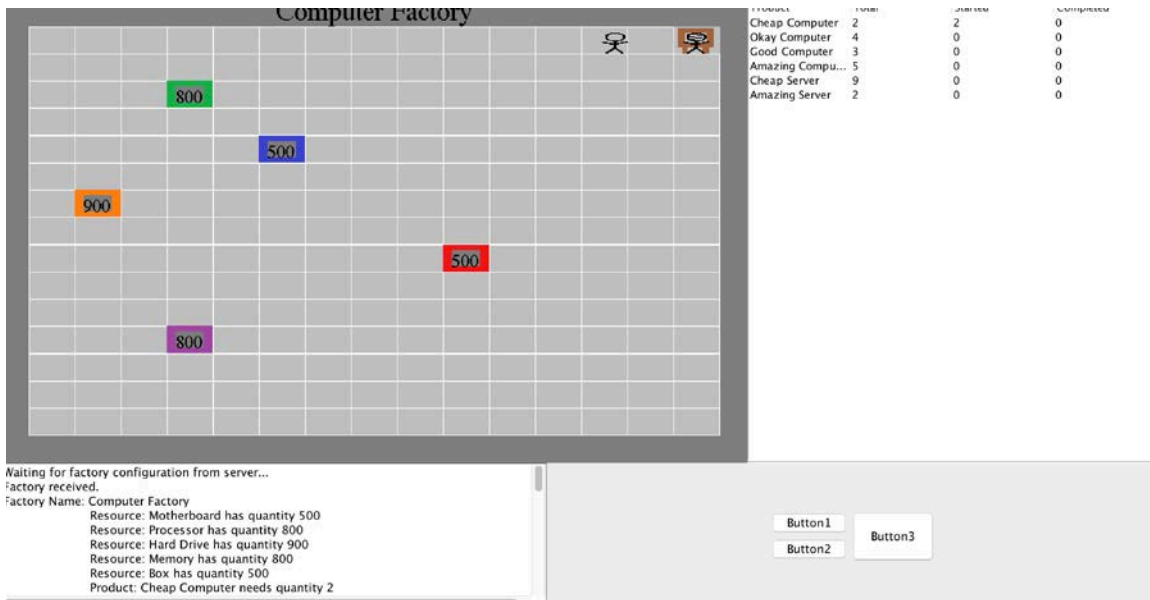 Computer Factory
Product Total Started Completed
Cheap Computer 2 2 0
Okay Computer 4 0 0
Good Computer 3 0 0
Amazing Compu... 5 0 0
Cheap Server 9 0 0
Amazing Server 2 0 0
800
500
900
500
800
Waiting for factory configuration from server...
Factory received.
Factory Name: Computer Factory
Resource: Motherboard has quantity 500
Resource: Processor has quantity 800
Resource: Hard Drive has quantity 900
Resource: Memory has quantity 800
Resource: Box has quantity 500
Product: Cheap Computer needs quantity 2
Button1
Button2
Button3